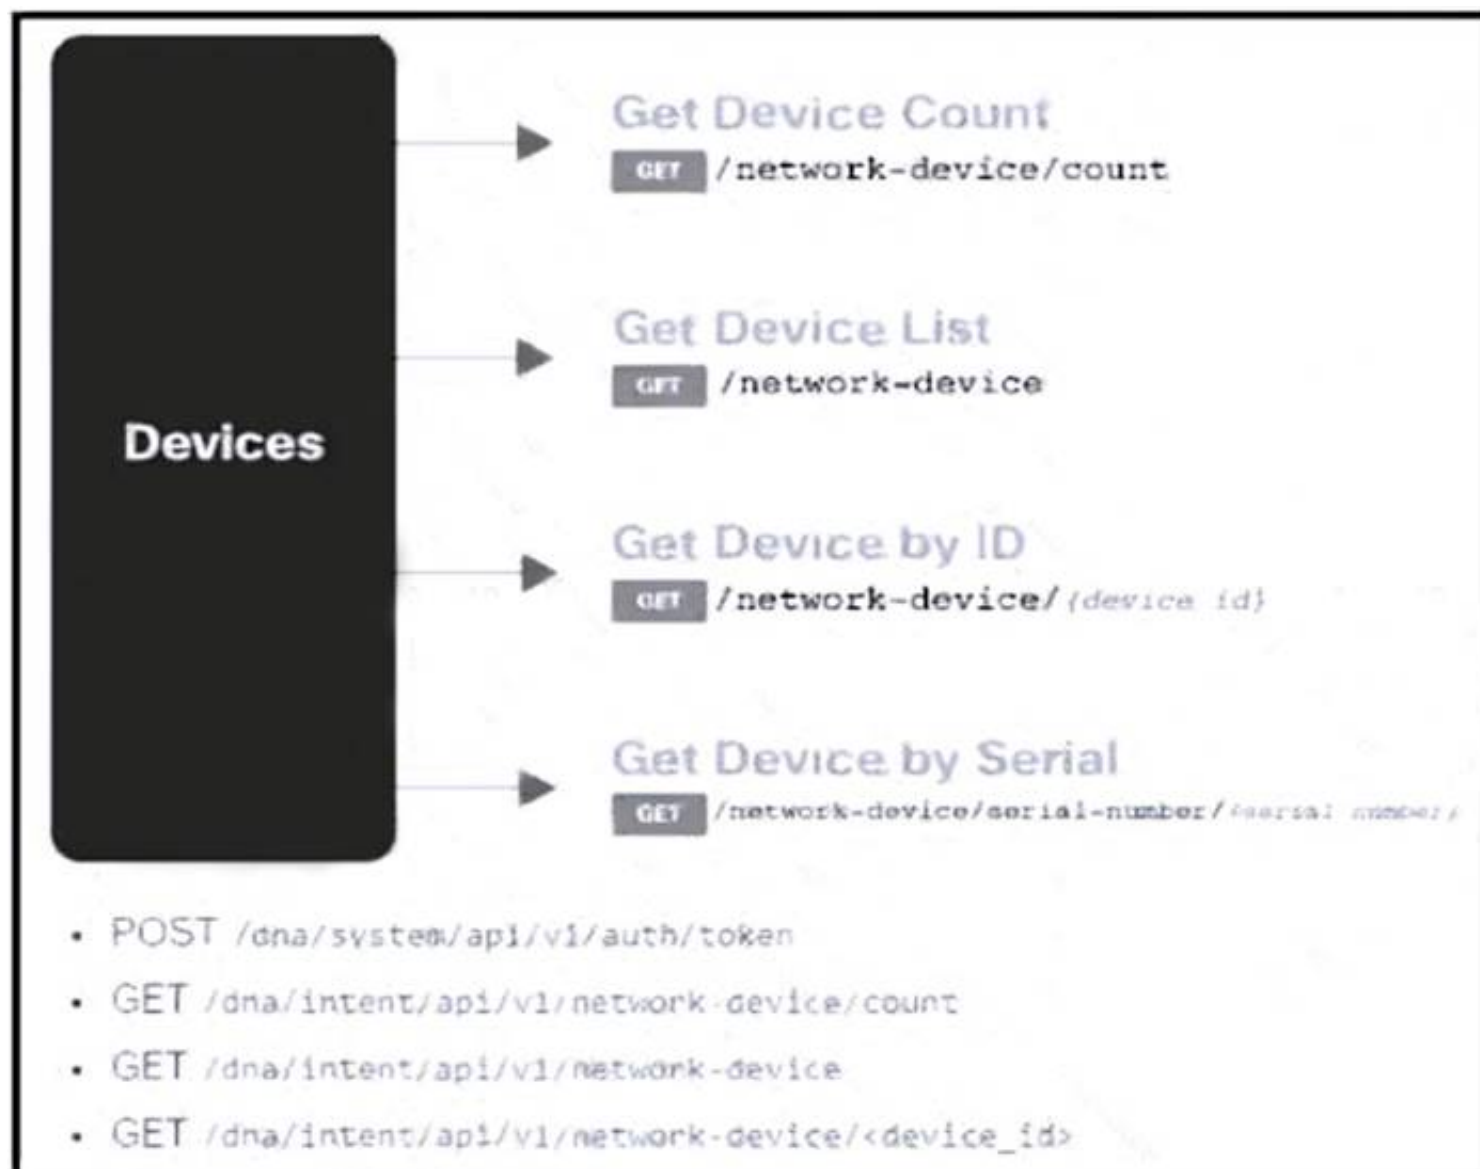 Devices
Get Device Count
GET /network-device/count
Get Device List
GET /network-device
Get Device by ID
GET /network-device/{device id}
Get Device by Serial
GET /network-device/serial-number/{serial number}
• POST /dna/system/api/v1/auth/token
• GET /dna/intent/api/v1/network-device/count
• GET /dna/intent/api/v1/network-device
• GET /dna/intent/api/v1/network-device/<device_id>